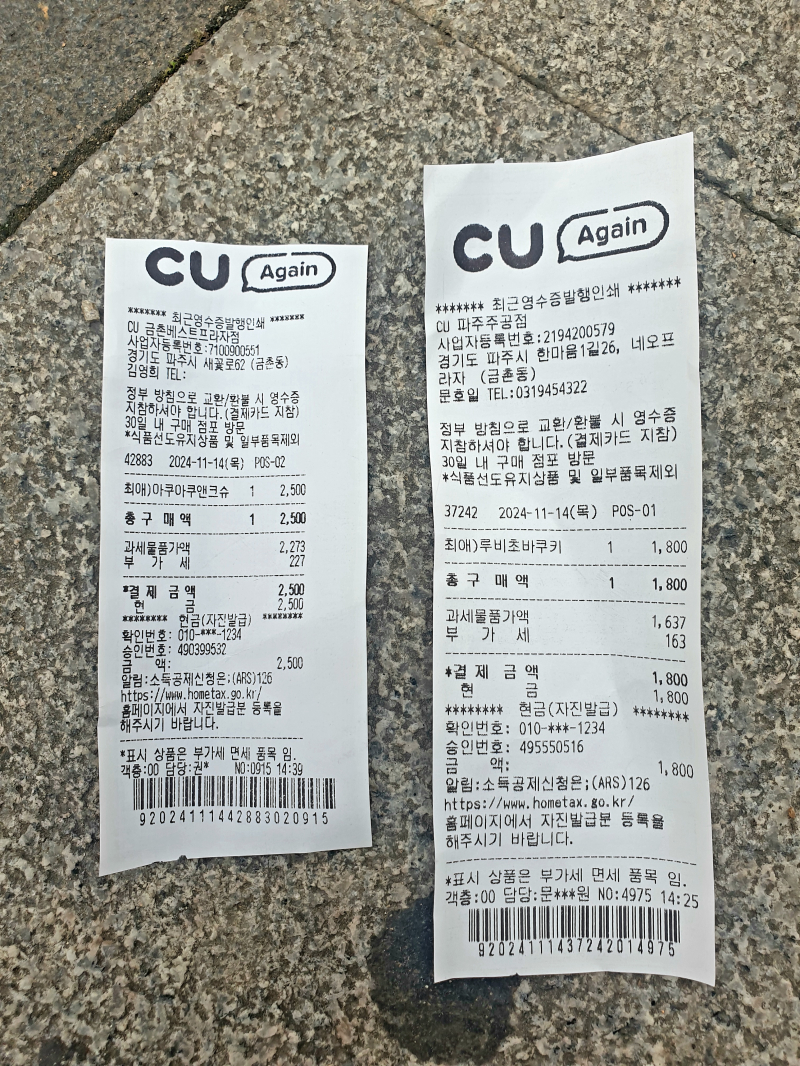 CU Again
******* 최근영수증발행인쇄 *******
CU 금촌베스트프라자점
사업자등록번호:7100900551
경기도 파주시 새꽃로62 (금촌동)
김영희 TEL:
정부 방침으로 교환/환불 시 영수증
지참하셔야 합니다.(결제카드 지참)
30일 내 구매 점포 방문
*식품선도유지상품 및 일부품목제외
42883 2024-11-14(목) POS-02
최애)아쿠아쿠앤크슈 1 2,500
총 구 매 액 1 2,500
과세물품가액 2,273
부 가 세 227
*결 제 금 액 2,500
현 금 2,500
******** 현금(자진발급) ********
확인번호: 010-***-1234
승인번호: 490399532
금 액: 2,500
알림:소득공제신청은;(ARS)126
https://www.hometax.go.kr/
홈페이지에서 자진발급분 등록을
해주시기 바랍니다.
*표시 상품은 부가세 면세 품목 임.
객층:00 담당:권* NO:0915 14:39
92024111442883020915
CU Again
******* 최근영수증발행인쇄 *******
CU 파주주공점
사업자등록번호:2194200579
경기도 파주시 한마음1길26, 네오프
라자 (금촌동)
문호일 TEL:0319454322
정부 방침으로 교환/환불 시 영수증
지참하셔야 합니다.(결제카드 지참)
30일 내 구매 점포 방문
*식품선도유지상품 및 일부품목제외
37242 2024-11-14(목) POS-01
최애)루비초바쿠키 1 1,800
총 구 매 액 1 1,800
과세물품가액 1,637
부 가 세 163
*결 제 금 액 1,800
현 금 1,800
******** 현금(자진발급) ********
확인번호: 010-***-1234
승인번호: 495550516
금 액: 1,800
알림:소득공제신청은;(ARS)126
https://www.hometax.go.kr/
홈페이지에서 자진발급분 등록을
해주시기 바랍니다.
*표시 상품은 부가세 면세 품목 임.
객층:00 담당:문***원 NO:4975 14:25
92024111437242014975